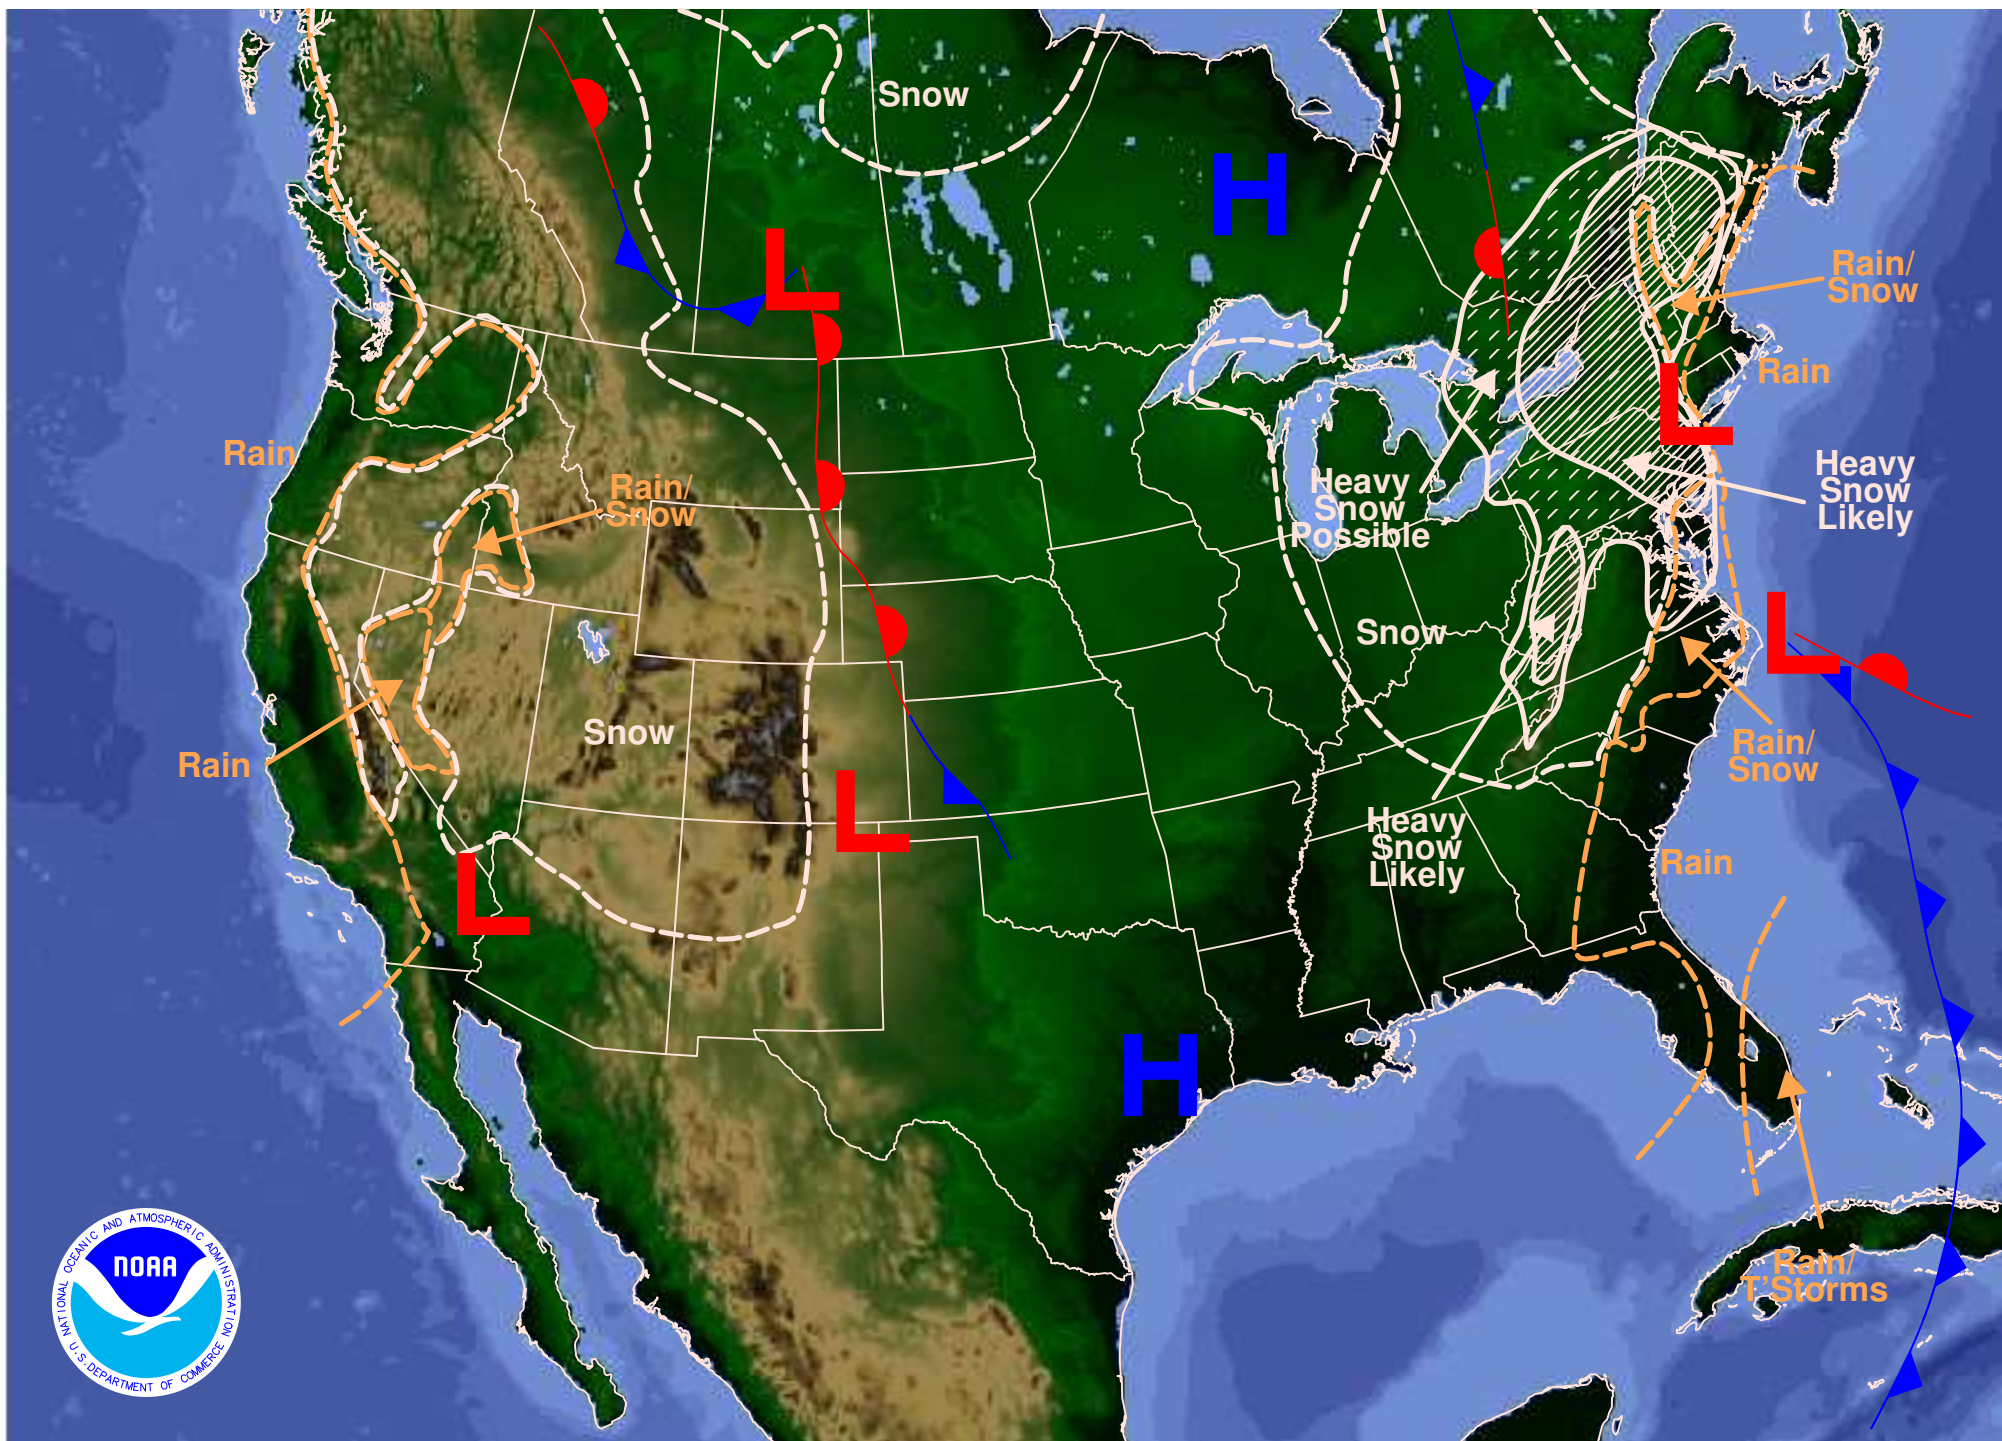 Snow
H
L
Rain/
Snow
Rain
L
Rain
Rain/
Snow
Heavy
Snow
Possible
Heavy
Snow
Likely
L
Snow
Snow
Rain
Rain/
Snow
L
L
Heavy
Snow
Likely
Rain
H
Rain/
T'Storms
NATIONAL OCEANIC AND ATMOSPHERIC ADMINISTRATION
NOAA
U.S. DEPARTMENT OF COMMERCE